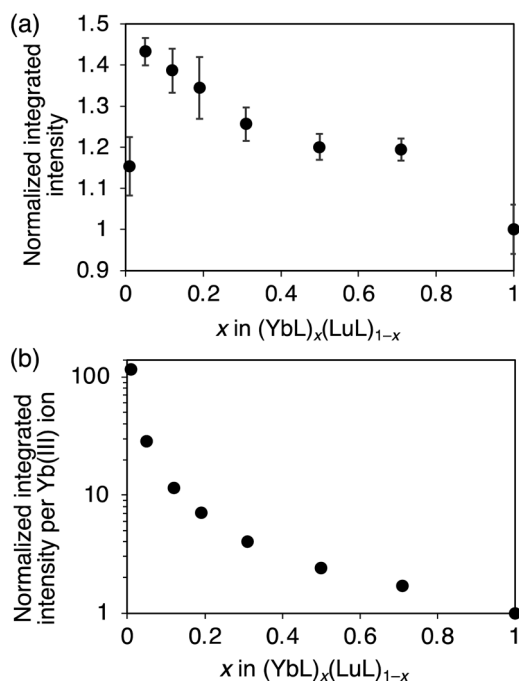 (a)
Normalized integrated
intensity
1.5
1.4
1.3
1.2
1.1
1
0.9
0 0.2 0.4 0.6 0.8 1
x in (YbL)x(LuL)1−x
(b)
Normalized integrated
intensity per Yb(III) ion
100
10
1
0 0.2 0.4 0.6 0.8 1
x in (YbL)x(LuL)1−x